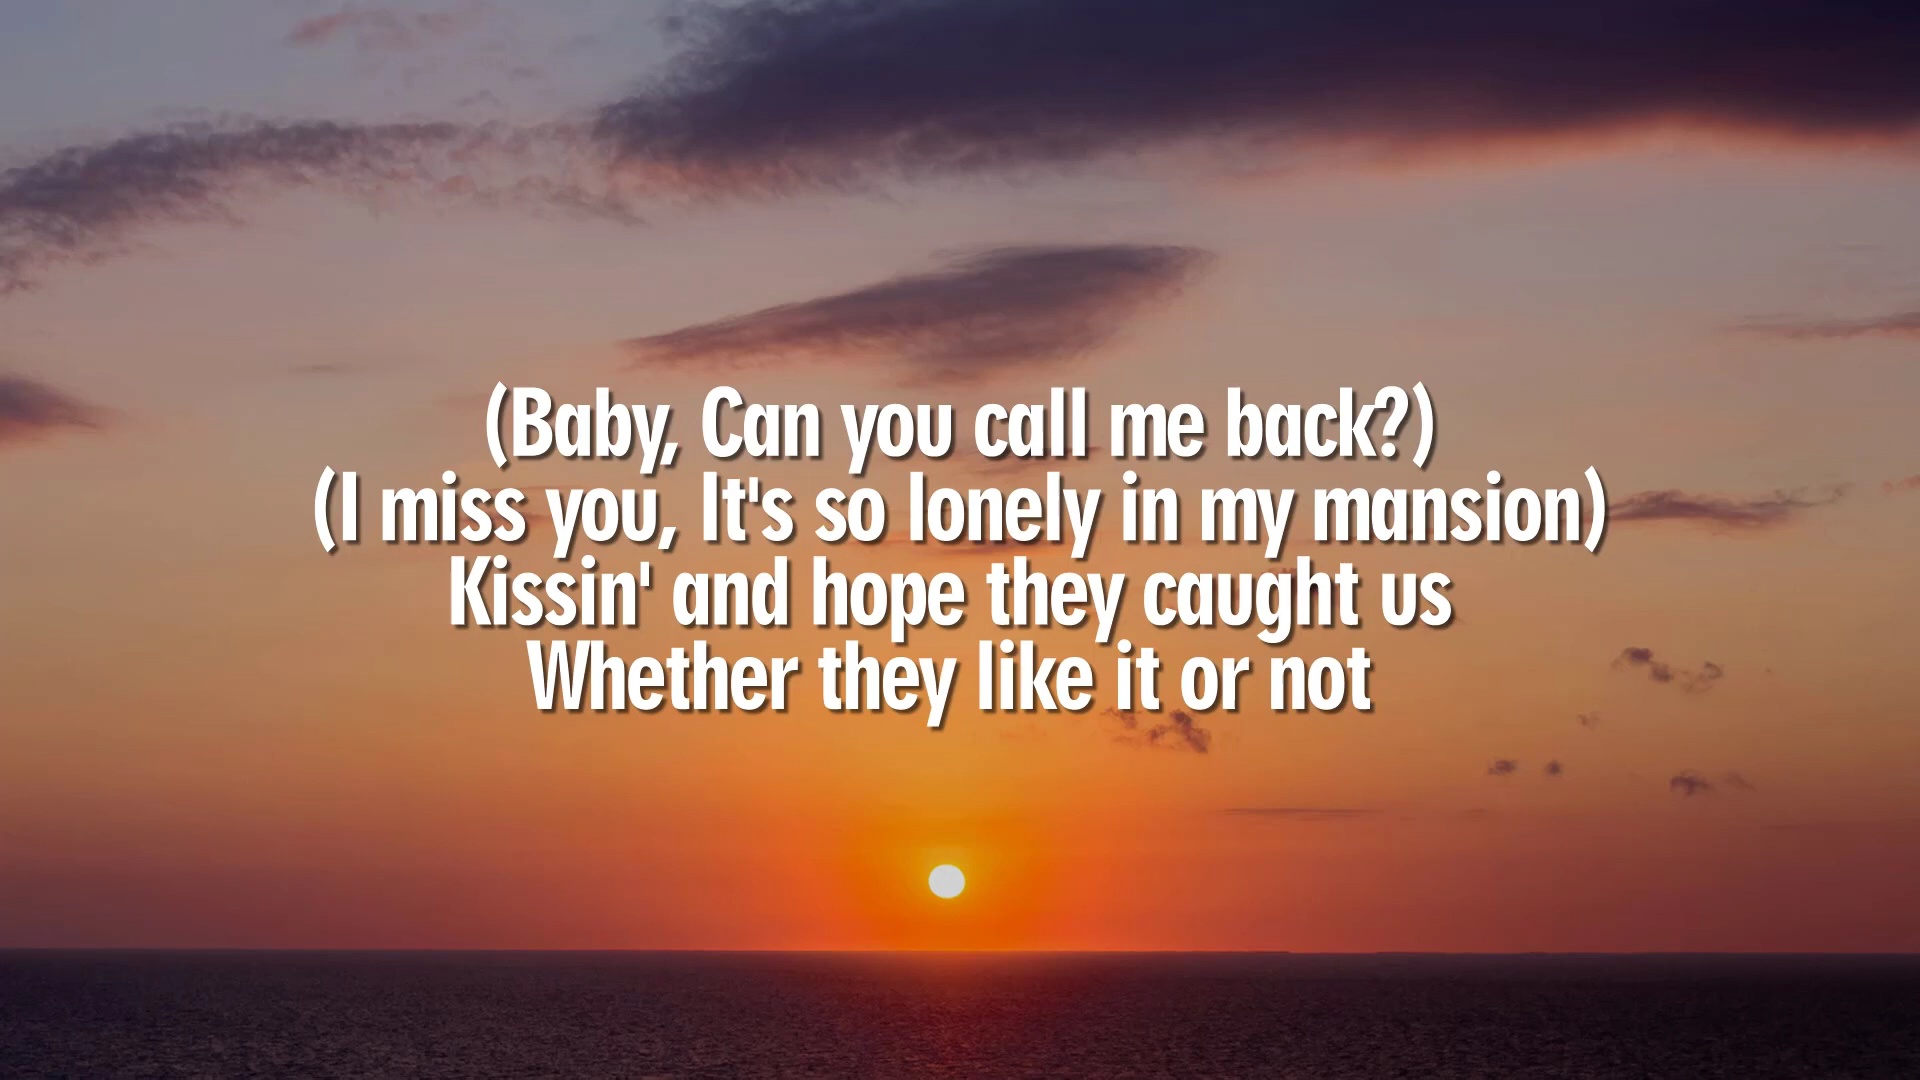 (Baby, Can you call me back?)
(I miss you, It's so lonely in my mansion)
Kissin' and hope they caught us
Whether they like it or not